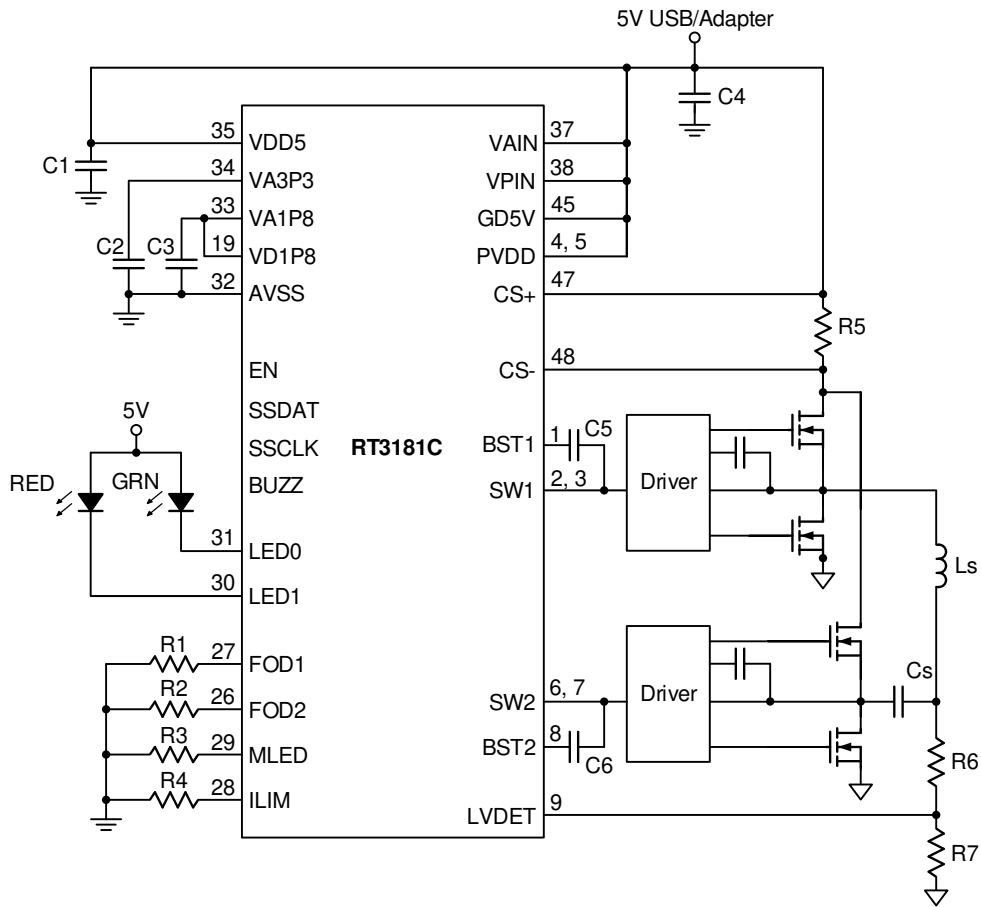 5V USB/Adapter
C4
C1
35
VDD5
34
VA3P3
33
VA1P8
19
VD1P8
32
AVSS
C2
C3
EN
SSDAT
SSCLK
BUZZ
5V
RED
GRN
31
LED0
30
LED1
R1
27
FOD1
R2
26
FOD2
R3
29
MLED
R4
28
ILIM
RT3181C
VAIN
37
VPIN
38
GD5V
45
PVDD
4, 5
CS+
47
R5
CS-
48
BST1
1
C5
SW1
2, 3
Driver
Ls
SW2
6, 7
Driver
Cs
BST2
8
C6
R6
LVDET
9
R7